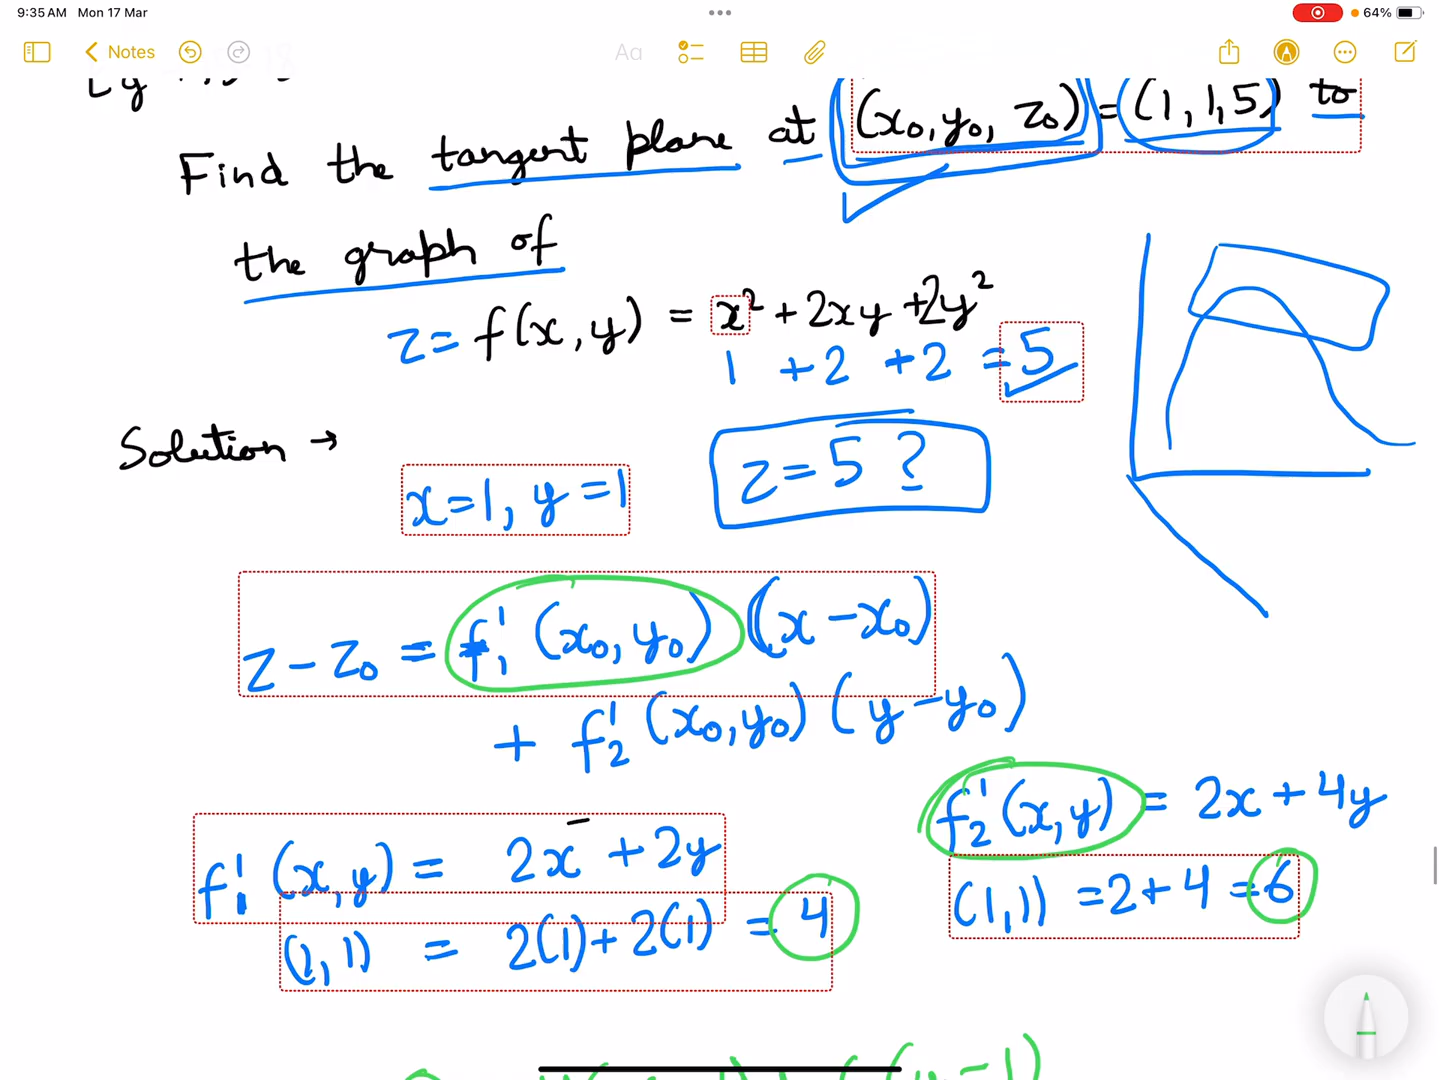 9:35 AM Mon 17 Mar
64%
Notes
Aa
Find the tangent plane at (x₀, y₀, z₀) = (1, 1, 5) to
the graph of
z = f(x, y) = x² + 2xy + 2y²
1 + 2 + 2 = 5
Solution →
x = 1, y = 1
z = 5 ?
z - z₀ = f₁' (x₀, y₀) (x - x₀)
+ f₂' (x₀, y₀) (y - y₀)
f₂' (x, y) = 2x + 4y
f₁' (x, y) = 2x + 2y
(1, 1) = 2 + 4 = 6
(1, 1) = 2(1) + 2(1) = 4